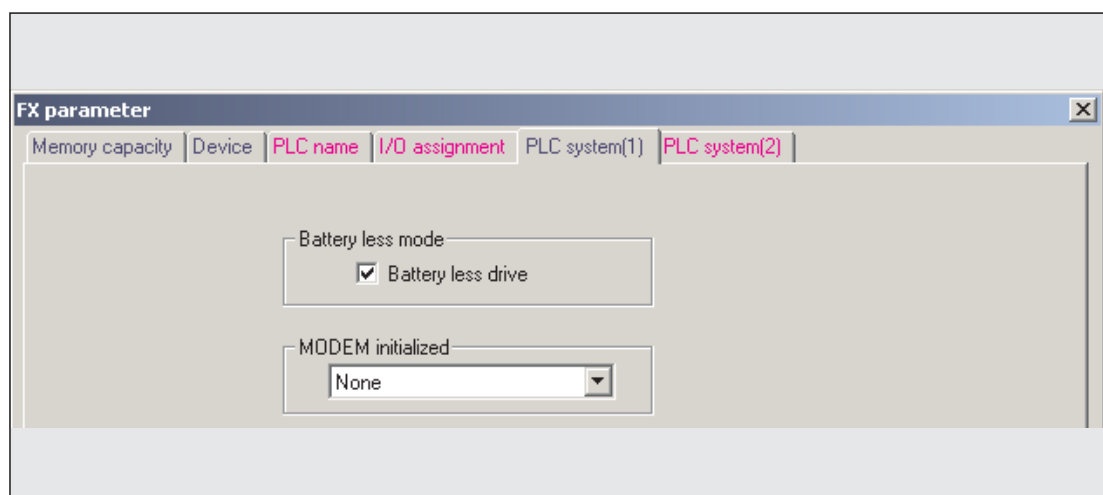 FX parameter
Memory capacity Device PLC name I/O assignment PLC system(1) PLC system(2)
Battery less mode
Battery less drive
MODEM initialized
None